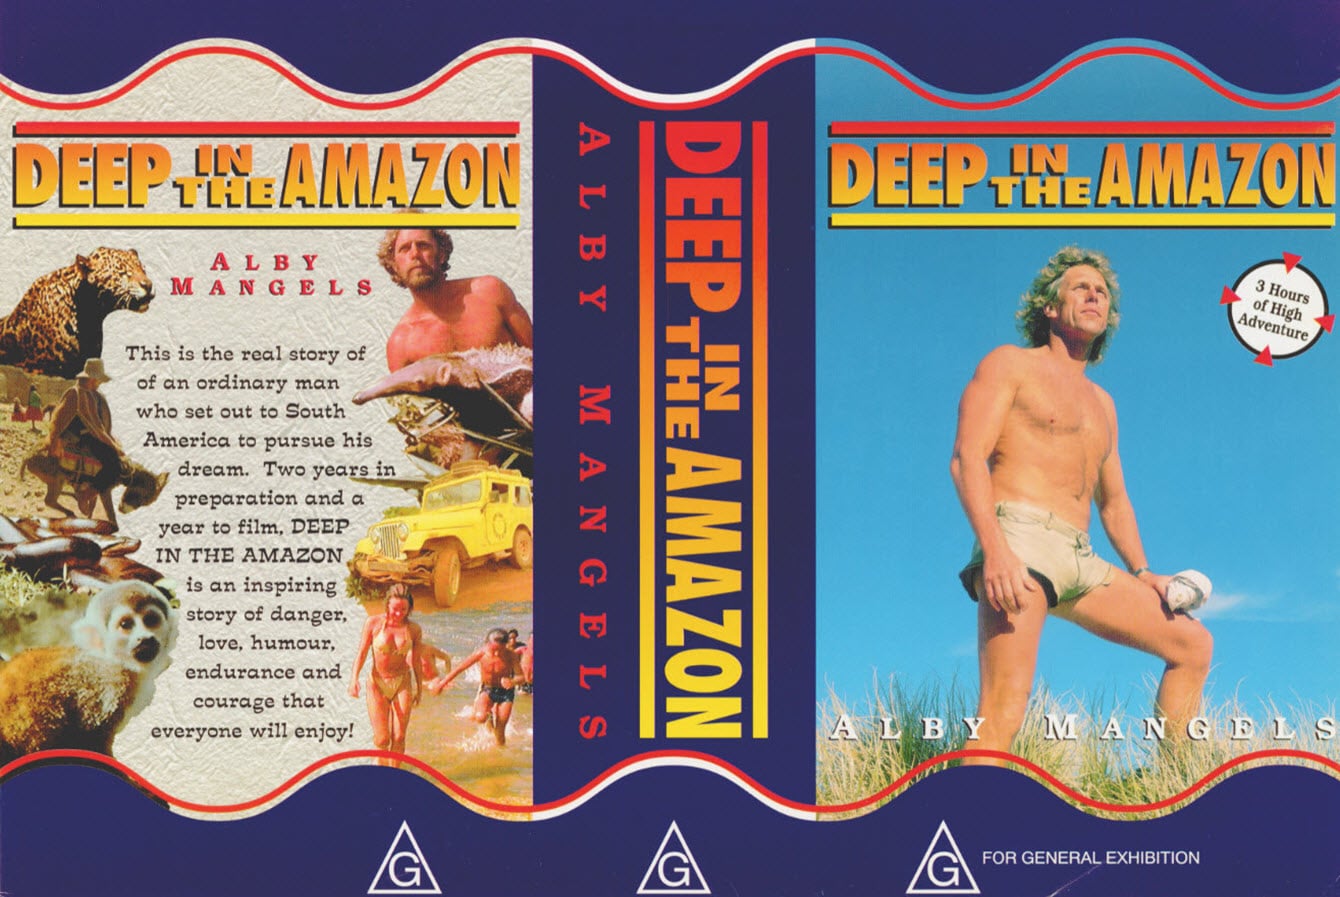 DEEP IN THE AMAZON
ALBY
MANGELS
This is the real story of
of an ordinary man
who set out to South
America to pursue his
dream. Two years in
preparation and a
year to film, DEEP
IN THE AMAZON
is an inspiring
story of danger,
love, humour,
endurance and
courage that
everyone will enjoy!
G
ALBY MANGELS
DEEP IN THE AMAZON
G
DEEP IN THE AMAZON
3 Hours
of High
Adventure
ALBY MANGELS
G FOR GENERAL EXHIBITION